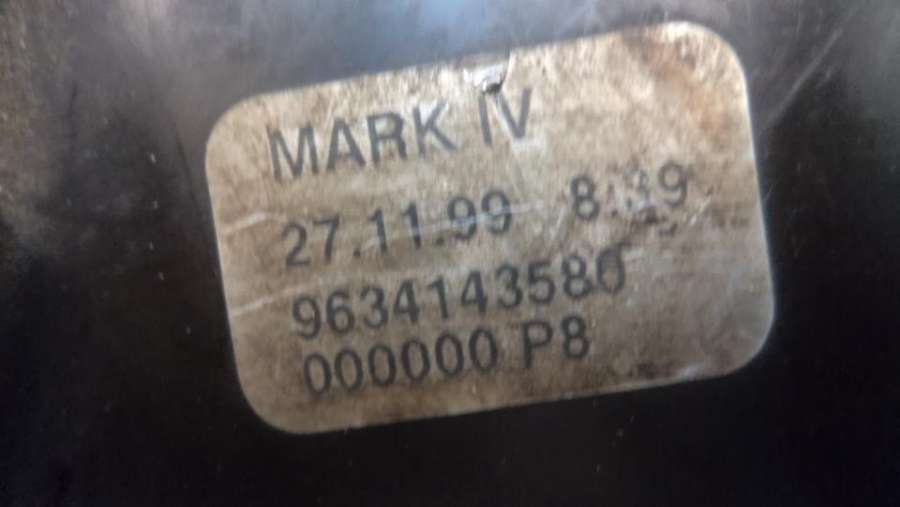 MARK IV
27.11.99 8:39
9634143580
000000 P8